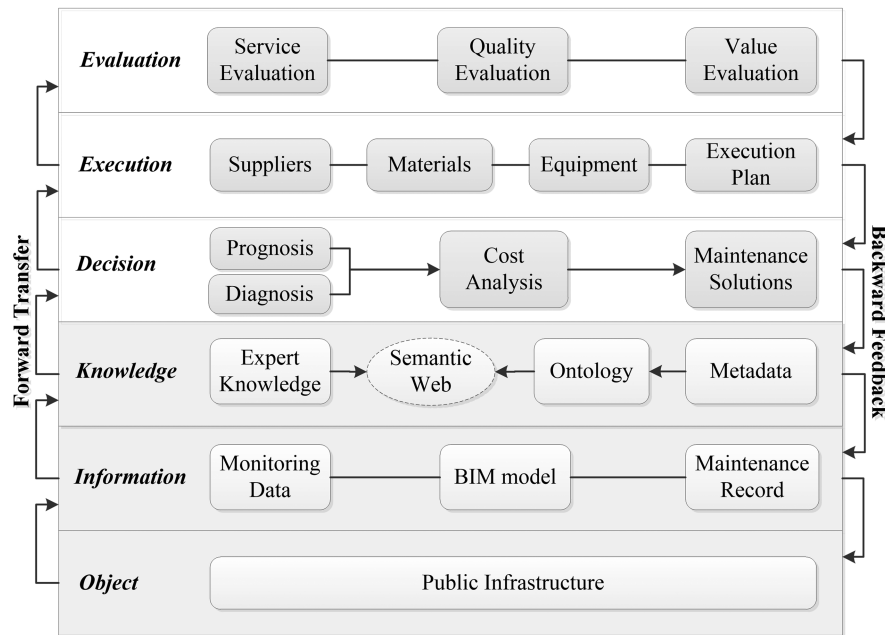 Evaluation
Service
Evaluation
Quality
Evaluation
Value
Evaluation
Execution
Suppliers
Materials
Equipment
Execution
Plan
Decision
Prognosis
Diagnosis
Cost
Analysis
Maintenance
Solutions
Knowledge
Expert
Knowledge
Semantic
Web
Ontology
Metadata
Information
Monitoring
Data
BIM model
Maintenance
Record
Object
Public Infrastructure
Forward Transfer
Backward Feedback